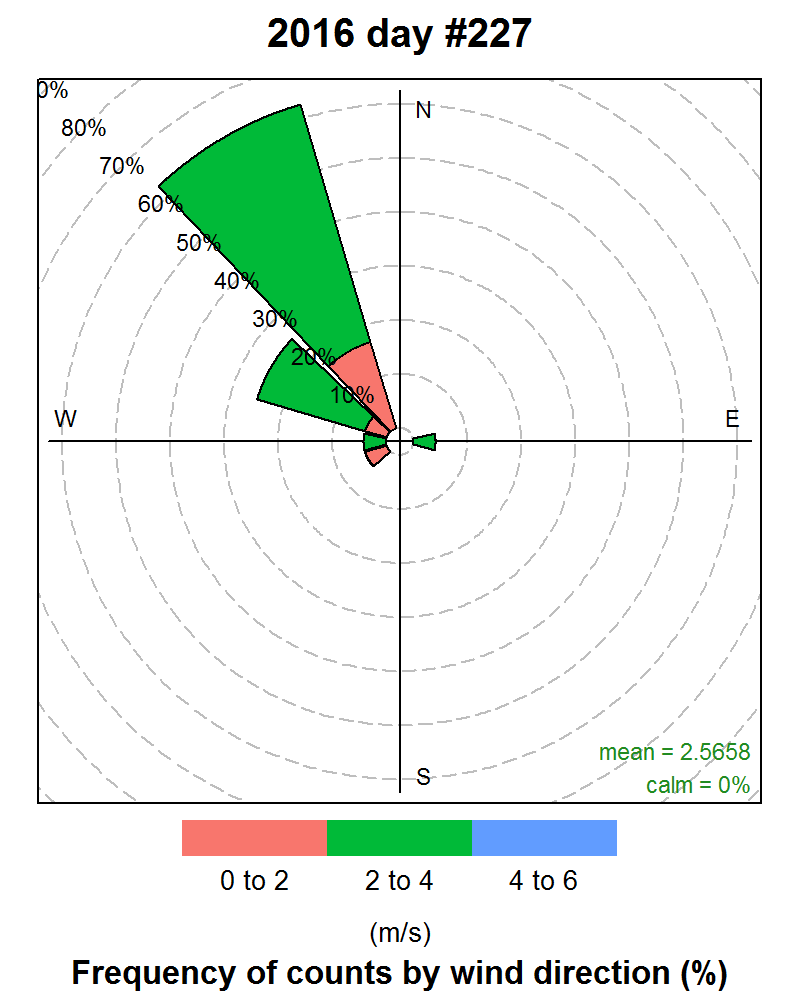 2016 day #227
0%
80%
70%
60%
50%
40%
30%
20%
10%
N
W
E
S
mean = 2.5658
calm = 0%
0 to 2
2 to 4
4 to 6
(m/s)
Frequency of counts by wind direction (%)